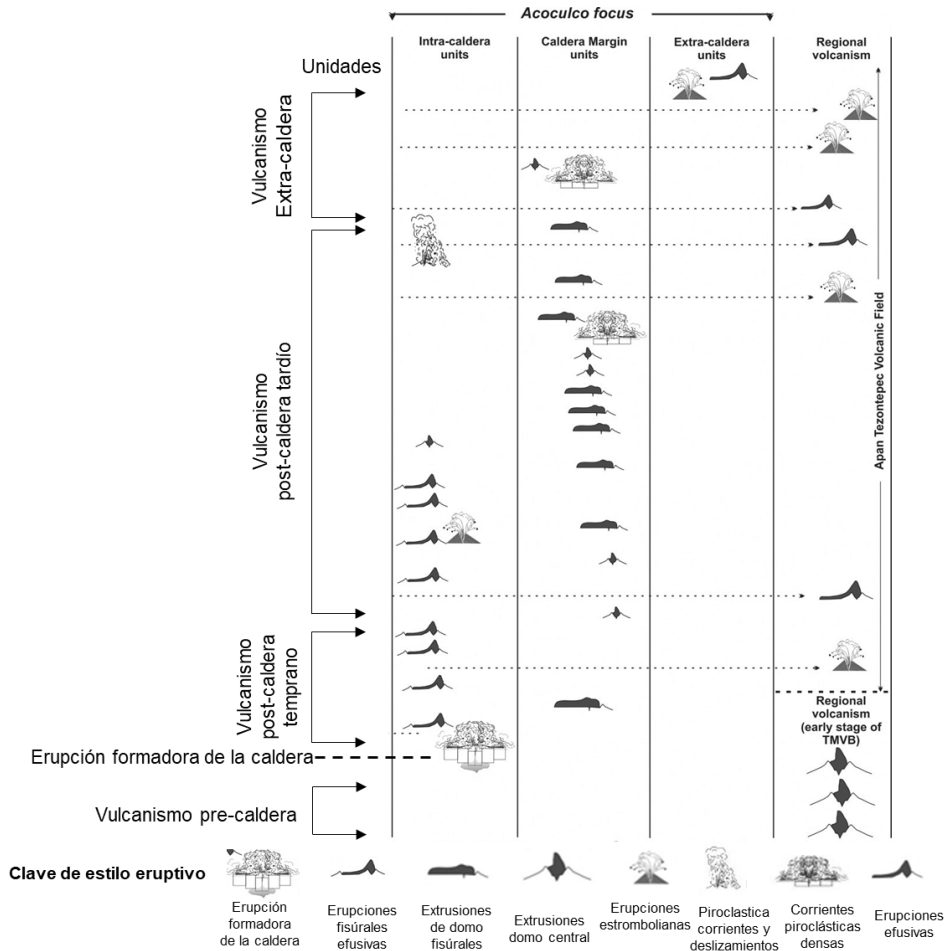 Acoculco focus
Intra-caldera
units
Caldera Margin
units
Extra-caldera
units
Regional
volcanism
Unidades
Vulcanismo
Extra-caldera
Vulcanismo
post-caldera tardío
Vulcanismo
post-caldera
temprano
Erupción formadora de la caldera
Vulcanismo pre-caldera
Apan Tezontepec Volcanic Field
Regional
volcanism
(early stage of
TMVB)
Clave de estilo eruptivo
Erupción
formadora
de la caldera
Erupciones
fisúrales
efusivas
Extrusiones
de domo
fisúrales
Extrusiones
domo central
Erupciones
estrombolianas
Piroclastica
corrientes y
deslizamientos
Corrientes
piroclásticas
densas
Erupciones
efusivas